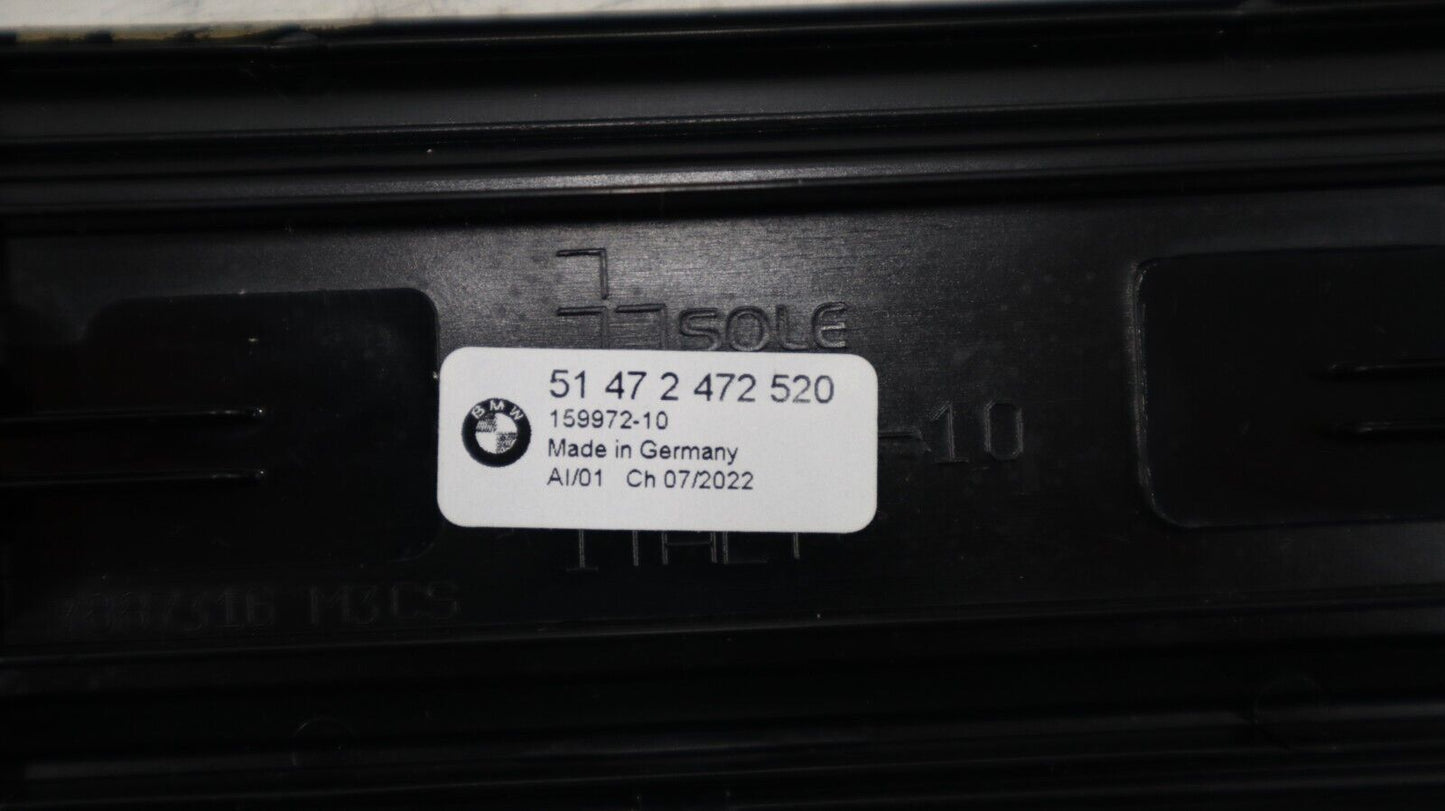 SOLE
BMW
51 47 2 472 520
159972-10
Made in Germany
AI/01 Ch 07/2022
-10
M3CS